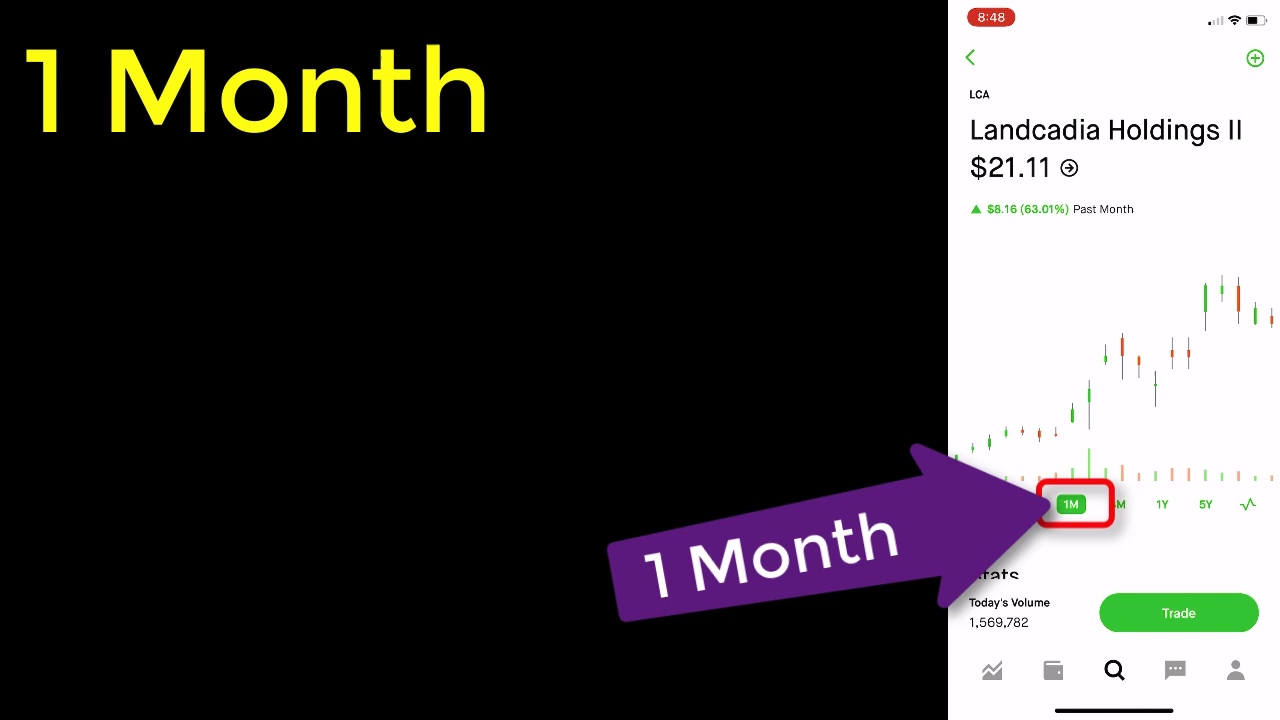 1 Month
8:48
LCA
Landcadia Holdings II
$21.11
$8.16 (63.01%) Past Month
1 Month
1M
M
1Y
5Y
Today's Volume
1,569,782
Trade